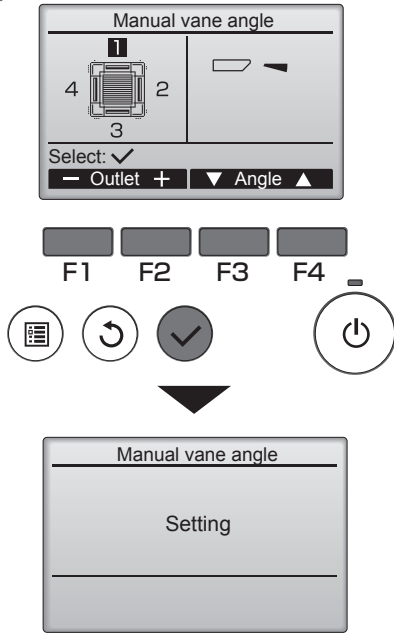 Manual vane angle
1
4
2
3
Select:
− Outlet + ▼ Angle ▲
F1 F2 F3 F4
Manual vane angle
Setting